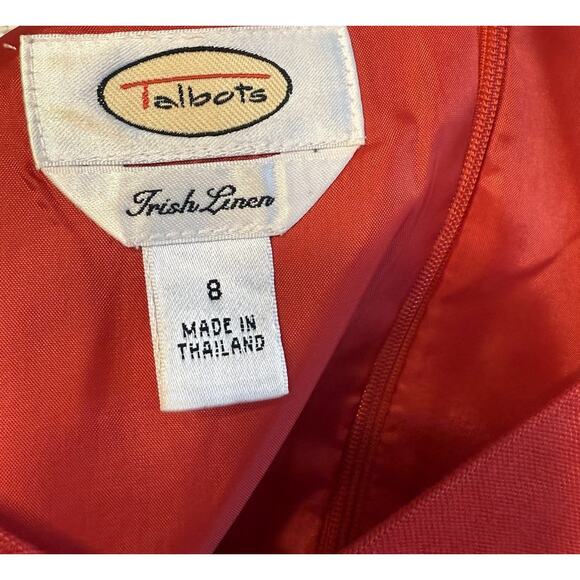 Talbots
Irish Linen
8
MADE IN
THAILAND